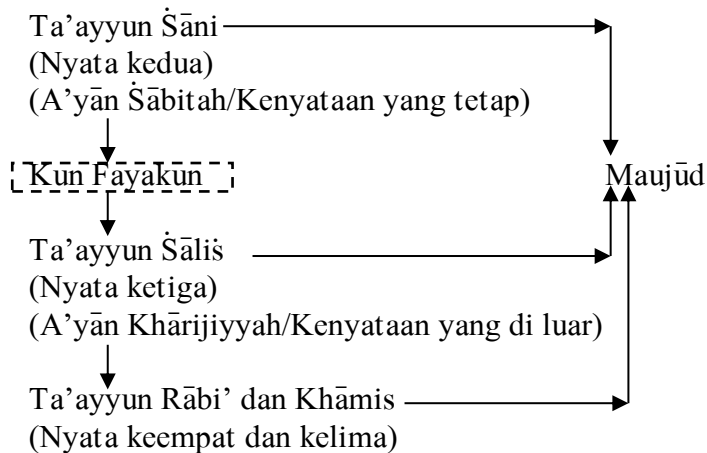 Ta’ayyun Ṡāni
(Nyata kedua)
(A’yān Ṡābitah/Kenyataan yang tetap)
Kun Fayakun
Maujūd
Ta’ayyun Ṡāliṡ
(Nyata ketiga)
(A’yān Khārijiyyah/Kenyataan yang di luar)
Ta’ayyun Rābi’ dan Khāmis
(Nyata keempat dan kelima)